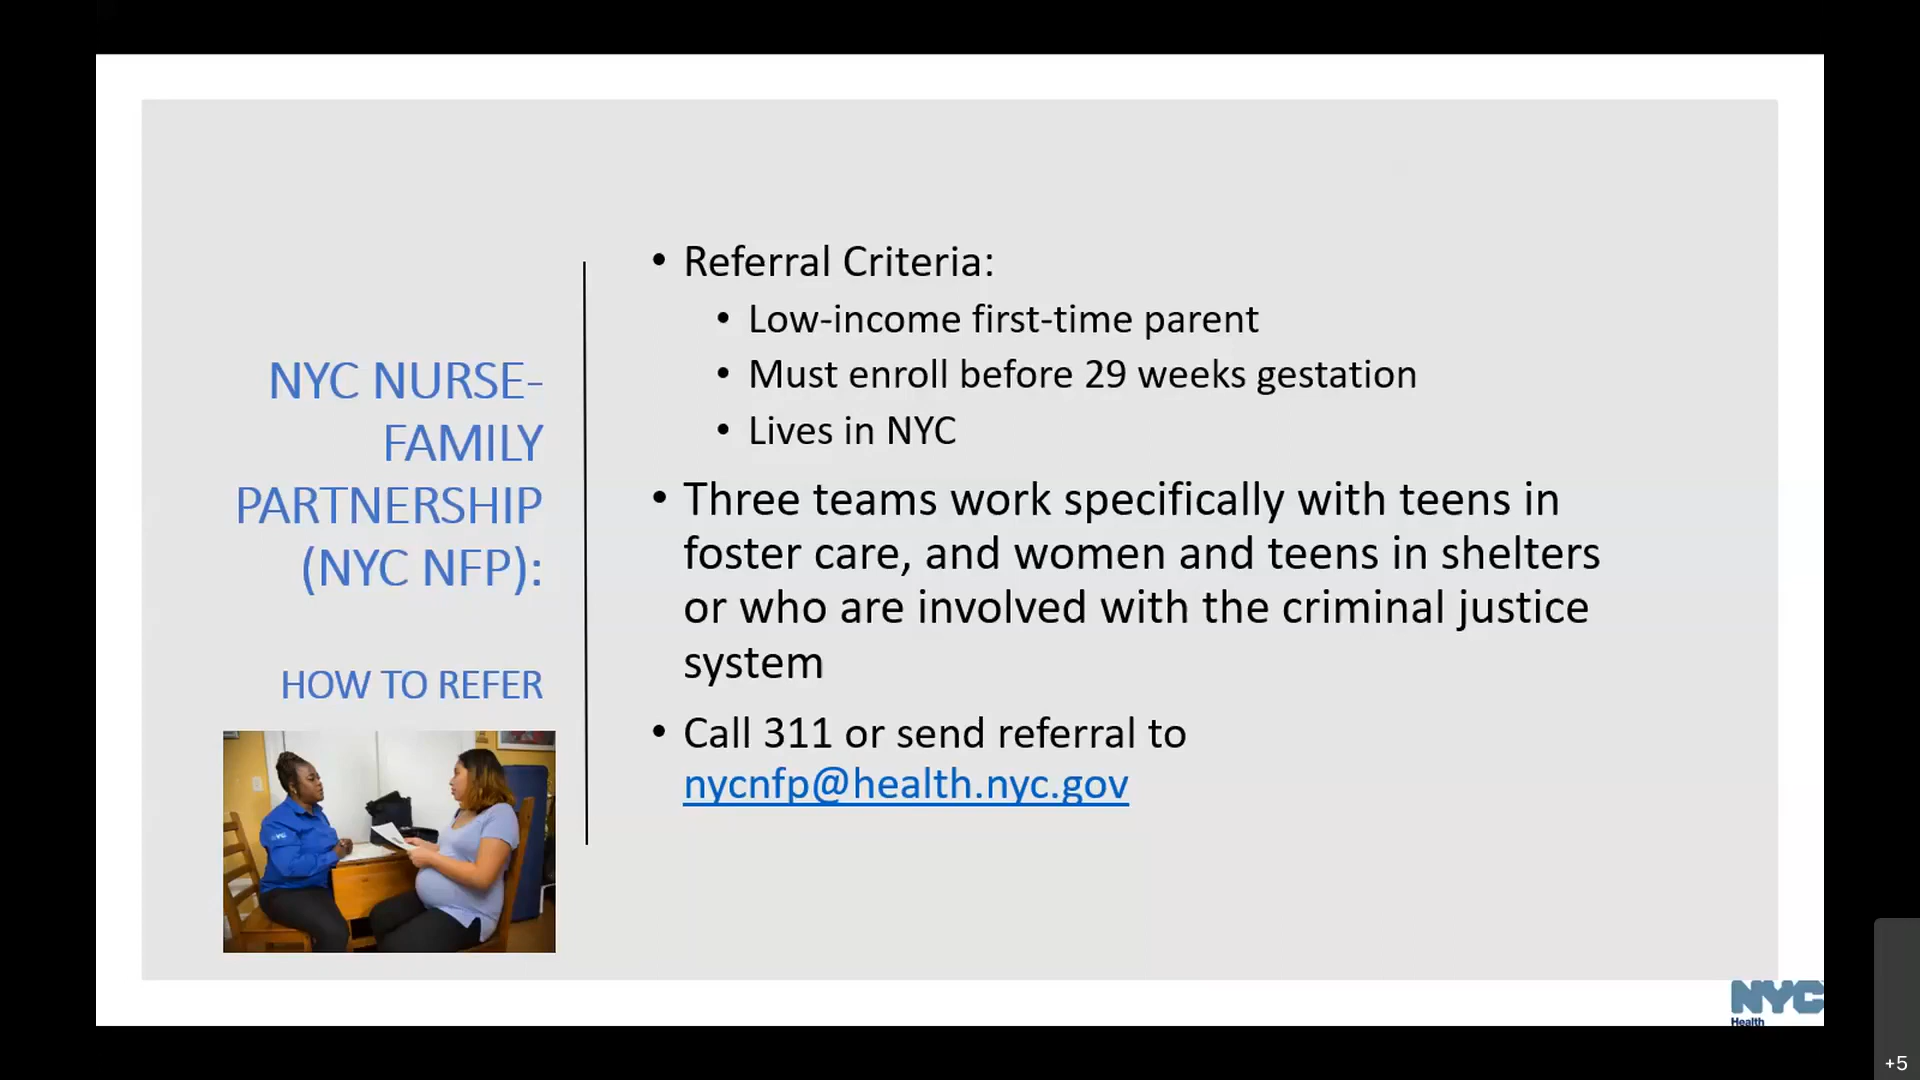 NYC NURSE-
FAMILY
PARTNERSHIP
(NYC NFP):
HOW TO REFER
• Referral Criteria:
• Low-income first-time parent
• Must enroll before 29 weeks gestation
• Lives in NYC
• Three teams work specifically with teens in
foster care, and women and teens in shelters
or who are involved with the criminal justice
system
• Call 311 or send referral to
nycnfp@health.nyc.gov
NYC
NYC
Health
+5